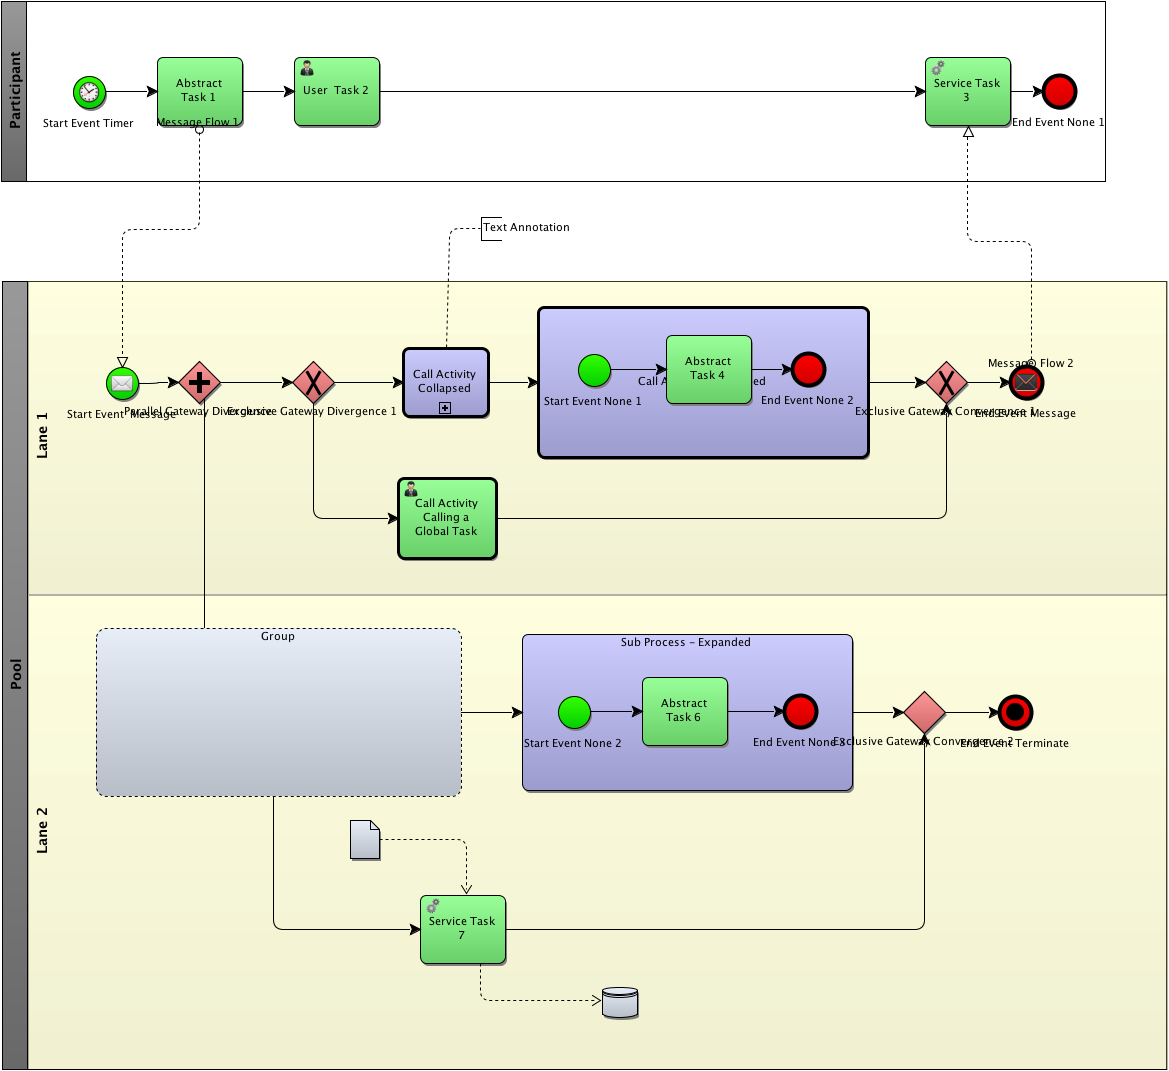 Participant
Abstract
Task 1
User  Task 2
Service Task
3
Start Event Timer
Message Flow 1
End Event None 1
Text Annotation
Pool
Lane 1
Start Event  Message
Parallel Gateway Divergence
Exclusive Gateway Divergence 1
Call Activity
Collapsed
Call A
ed
Start Event None 1
Abstract
Task 4
End Event None 2
Message Flow 2
Exclusive Gateway Convergence 1
End Event Message
Call Activity
Calling a
Global Task
Lane 2
Group
Sub Process – Expanded
Start Event None 2
Abstract
Task 6
End Event None 3
Exclusive Gateway Convergence 2
End Event Terminate
Service Task
7